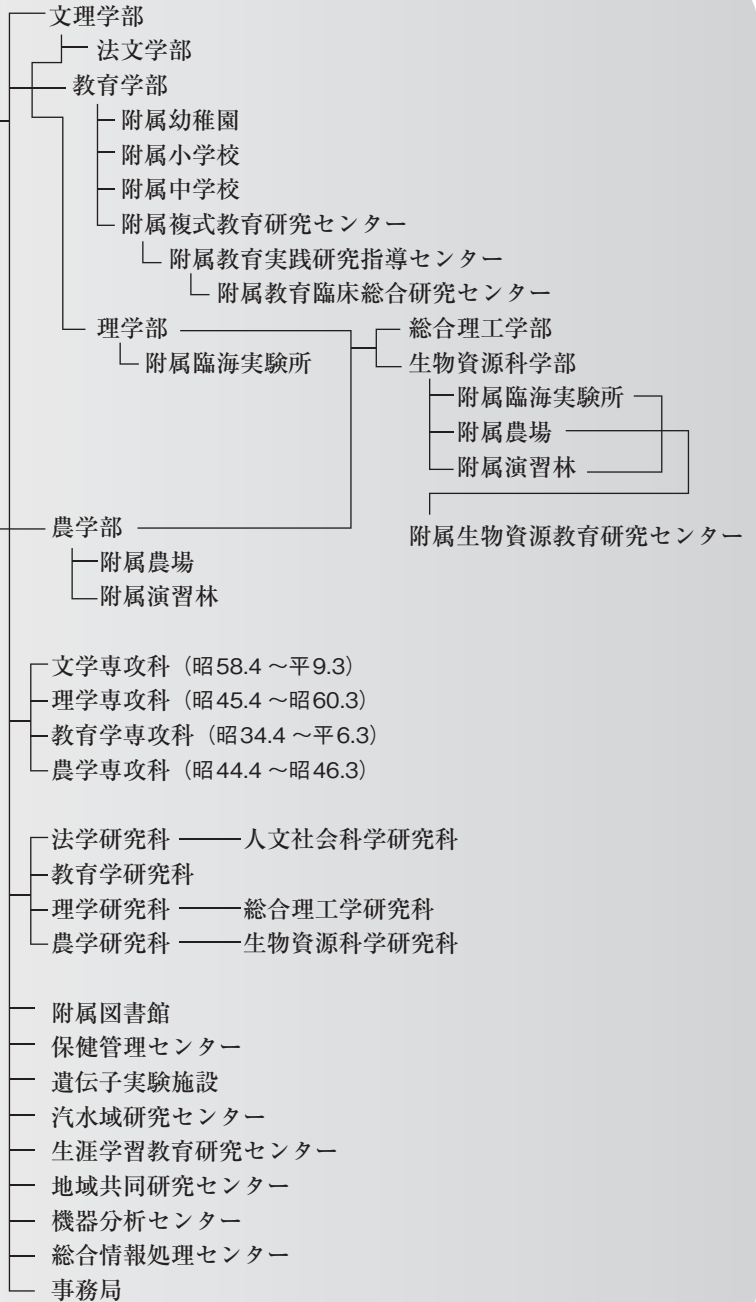 文理学部
法文学部
教育学部
附属幼稚園
附属小学校
附属中学校
附属複式教育研究センター
附属教育実践研究指導センター
附属教育臨床総合研究センター
理学部
附属臨海実験所
総合理工学部
生物資源科学部
附属臨海実験所
附属農場
附属演習林
附属生物資源教育研究センター
農学部
附属農場
附属演習林
文学専攻科（昭58.4～平9.3）
理学専攻科（昭45.4～昭60.3）
教育学専攻科（昭34.4～平6.3）
農学専攻科（昭44.4～昭46.3）
法学研究科 人文社会科学研究科
教育学研究科
理学研究科 総合理工学研究科
農学研究科 生物資源科学研究科
附属図書館
保健管理センター
遺伝子実験施設
汽水域研究センター
生涯学習教育研究センター
地域共同研究センター
機器分析センター
総合情報処理センター
事務局